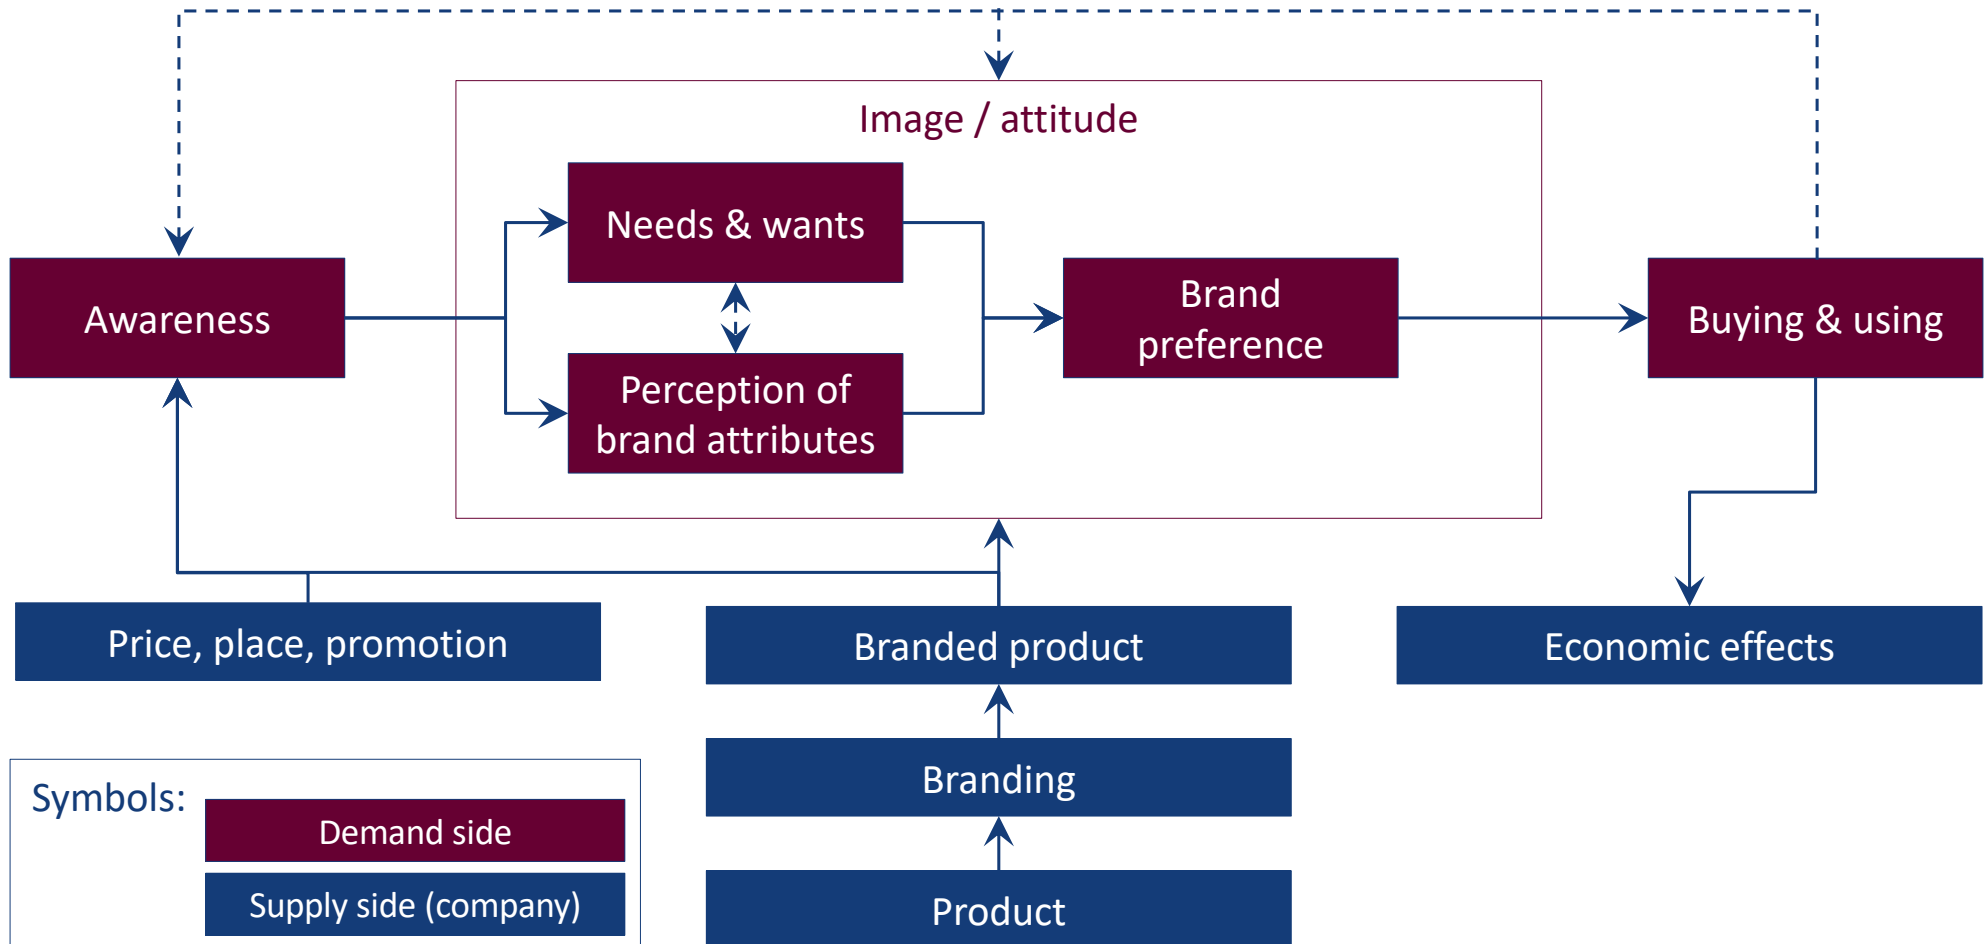 Image / attitude
Needs & wants
Awareness
Perception of
brand attributes
Brand
preference
Buying & using
Price, place, promotion
Branded product
Economic effects
Branding
Product
Symbols:
Demand side
Supply side (company)